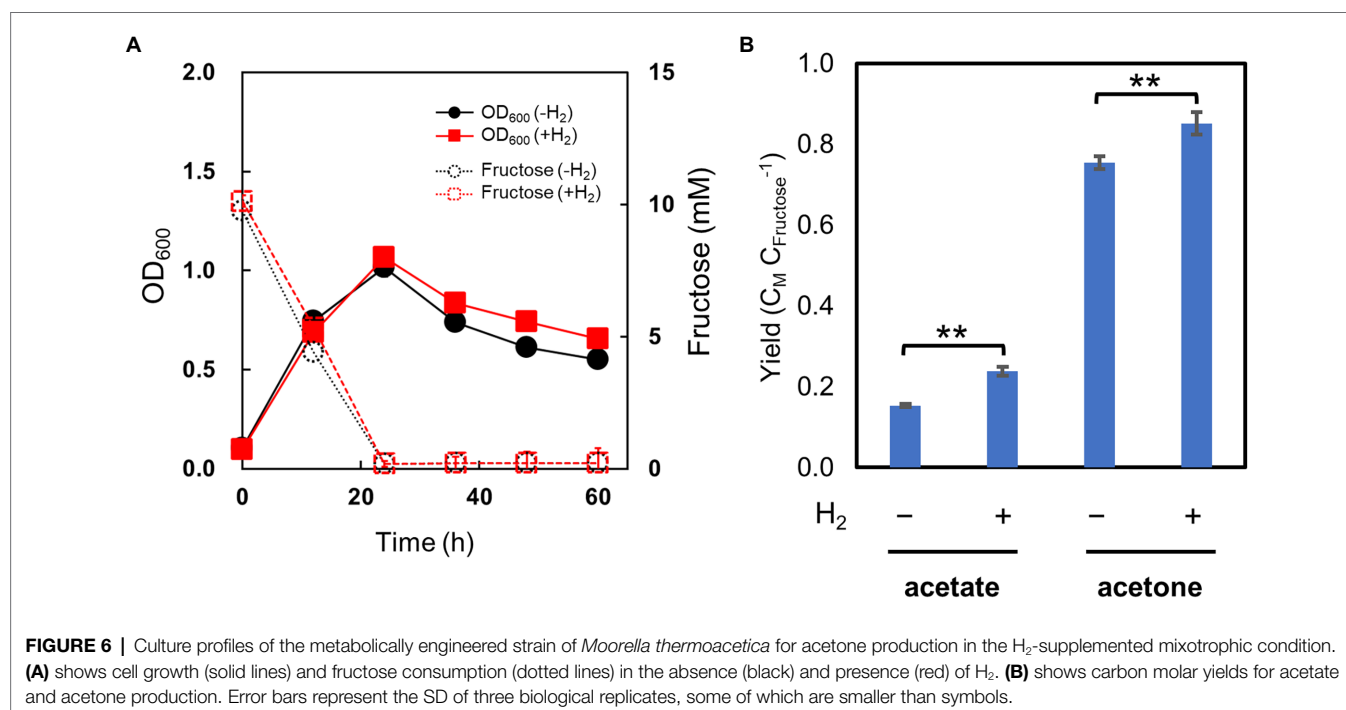 A
2.0
1.5
1.0
0.5
0.0
OD₆₀₀
15
10
5
0
Fructose (mM)
OD₆₀₀ (-H₂)
OD₆₀₀ (+H₂)
Fructose (-H₂)
Fructose (+H₂)
0 20 40 60
Time (h)
B
1.0
0.8
0.6
0.4
0.2
0.0
Yield (C_M C_Fructose⁻¹)
**
**
H₂ − + − +
acetate acetone
FIGURE 6 | Culture profiles of the metabolically engineered strain of Moorella thermoacetica for acetone production in the H₂-supplemented mixotrophic condition.
(A) shows cell growth (solid lines) and fructose consumption (dotted lines) in the absence (black) and presence (red) of H₂. (B) shows carbon molar yields for acetate
and acetone production. Error bars represent the SD of three biological replicates, some of which are smaller than symbols.